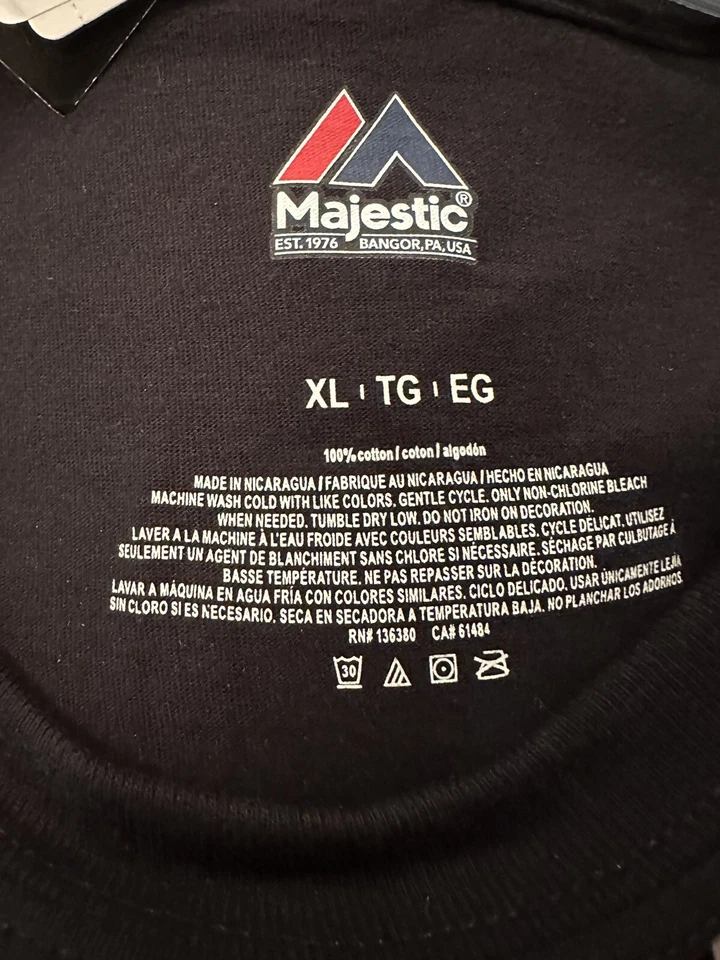 Majestic®
EST. 1976 BANGOR, PA, USA
XL | TG | EG
100% cotton / coton / algodón
MADE IN NICARAGUA / FABRIQUE AU NICARAGUA / HECHO EN NICARAGUA
MACHINE WASH COLD WITH LIKE COLORS. GENTLE CYCLE. ONLY NON-CHLORINE BLEACH
WHEN NEEDED. TUMBLE DRY LOW. DO NOT IRON ON DECORATION.
LAVER A LA MACHINE À L'EAU FROIDE AVEC COULEURS SEMBLABLES. CYCLE DÉLICAT. UTILISEZ
SEULEMENT UN AGENT DE BLANCHIMENT SANS CHLORE SI NÉCESSAIRE. SÉCHAGE PAR CULBUTAGE À
BASSE TEMPÉRATURE. NE PAS REPASSER SUR LA DÉCORATION.
LAVAR A MÁQUINA EN AGUA FRÍA CON COLORES SIMILARES. CICLO DELICADO. USAR ÚNICAMENTE LEJÍA
SIN CLORO SI ES NECESARIO. SECA EN SECADORA A TEMPERATURA BAJA. NO PLANCHAR LOS ADORNOS.
RN# 136380 CA# 61484
30